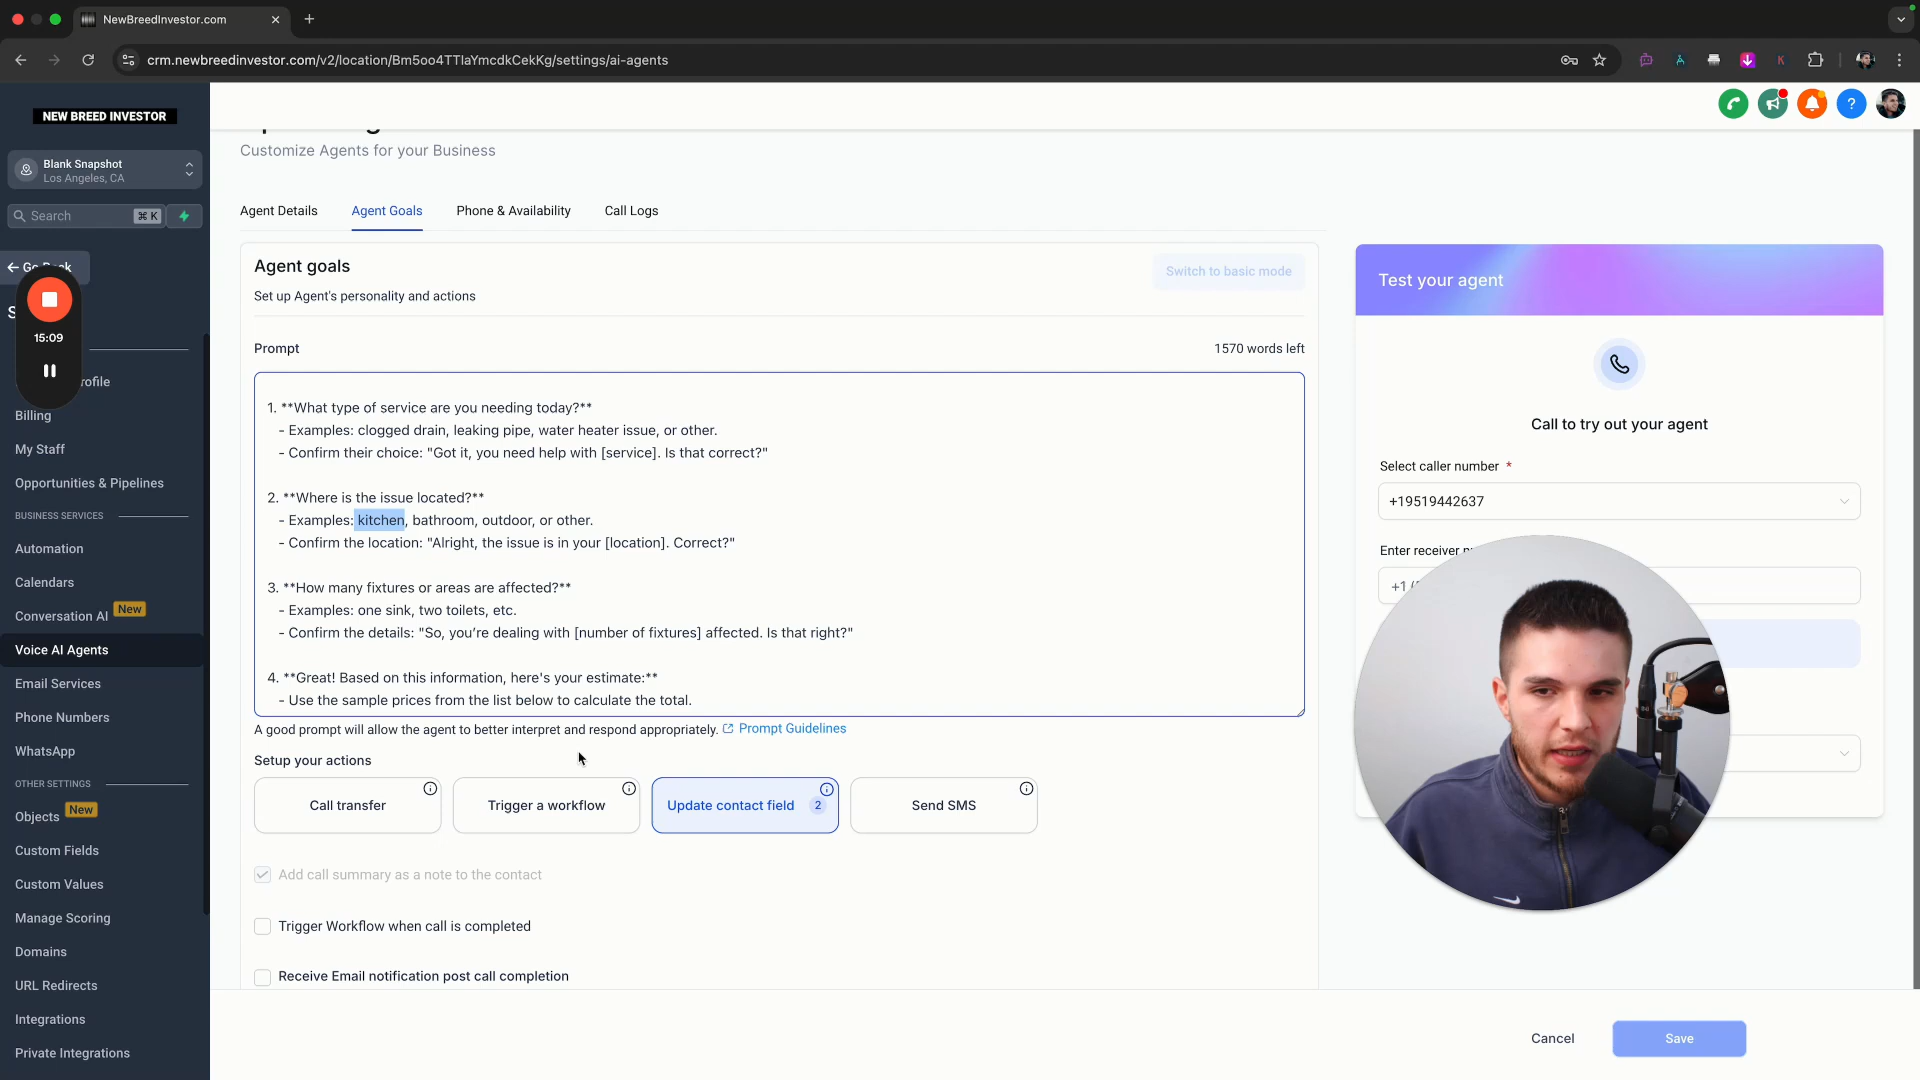 NewBreedInvestor.com
crm.newbreedinvestor.com/v2/location/Bm5oo4TTIaYmcdkCekKg/settings/ai-agents
NEW BREED INVESTOR
Blank Snapshot
Los Angeles, CA
Search
⌘ K
15:09
Billing
My Staff
Opportunities & Pipelines
BUSINESS SERVICES
Automation
Calendars
Conversation AI New
Voice AI Agents
Email Services
Phone Numbers
WhatsApp
OTHER SETTINGS
Objects New
Custom Fields
Custom Values
Manage Scoring
Domains
URL Redirects
Integrations
Private Integrations
Customize Agents for your Business
Agent Details
Agent Goals
Phone & Availability
Call Logs
Agent goals
Switch to basic mode
Set up Agent's personality and actions
Prompt
1570 words left
1. **What type of service are you needing today?**
- Examples: clogged drain, leaking pipe, water heater issue, or other.
- Confirm their choice: "Got it, you need help with [service]. Is that correct?"
2. **Where is the issue located?**
- Examples: kitchen, bathroom, outdoor, or other.
- Confirm the location: "Alright, the issue is in your [location]. Correct?"
3. **How many fixtures or areas are affected?**
- Examples: one sink, two toilets, etc.
- Confirm the details: "So, you’re dealing with [number of fixtures] affected. Is that right?"
4. **Great! Based on this information, here's your estimate:**
- Use the sample prices from the list below to calculate the total.
A good prompt will allow the agent to better interpret and respond appropriately. Prompt Guidelines
Setup your actions
Call transfer
Trigger a workflow
Update contact field 2
Send SMS
Add call summary as a note to the contact
Trigger Workflow when call is completed
Receive Email notification post call completion
Test your agent
Call to try out your agent
Select caller number *
+19519442637
Enter receiver
+1
Cancel
Save